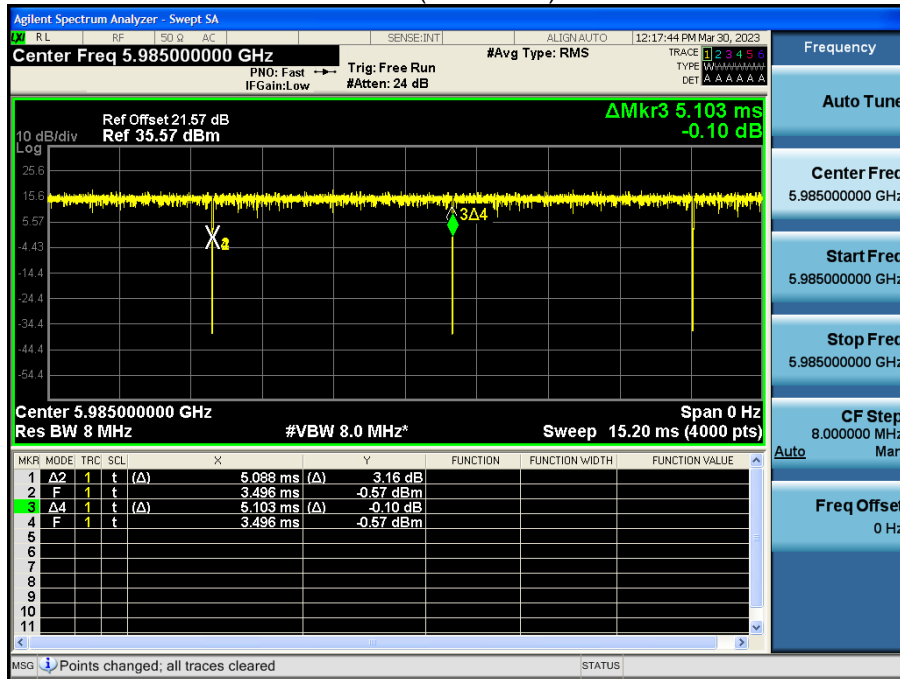 Agilent Spectrum Analyzer - Swept SA
LXI RL RF 50 Ω AC SENSE:INT ALIGN AUTO 12:17:44 PM Mar 30, 2023
Center Freq 5.985000000 GHz #Avg Type: RMS TRACE 1 2 3 4 5 6
PNO: Fast Trig: Free Run TYPE
IFGain:Low #Atten: 24 dB DET A A A A A A
Frequency
Auto Tune
Center Freq
5.985000000 GHz
Start Freq
5.985000000 GHz
Stop Freq
5.985000000 GHz
CF Step
8.000000 MHz
Auto Man
Freq Offset
0 Hz
ΔMkr3 5.103 ms
-0.10 dB
Ref Offset 21.57 dB
10 dB/div Ref 35.57 dBm
Log
25.6
15.6
5.57
-4.43
-14.4
-24.4
-34.4
-44.4
-54.4
2
3Δ4
Center 5.985000000 GHz Span 0 Hz
Res BW 8 MHz #VBW 8.0 MHz* Sweep 15.20 ms (4000 pts)
MKR MODE TRC SCL X Y FUNCTION FUNCTION WIDTH FUNCTION VALUE
1 Δ2 1 t (Δ) 5.088 ms (Δ) 3.16 dB
2 F 1 t 3.496 ms -0.57 dBm
3 Δ4 1 t (Δ) 5.103 ms (Δ) -0.10 dB
4 F 1 t 3.496 ms -0.57 dBm
5
6
7
8
9
10
11
MSG Points changed; all traces cleared STATUS